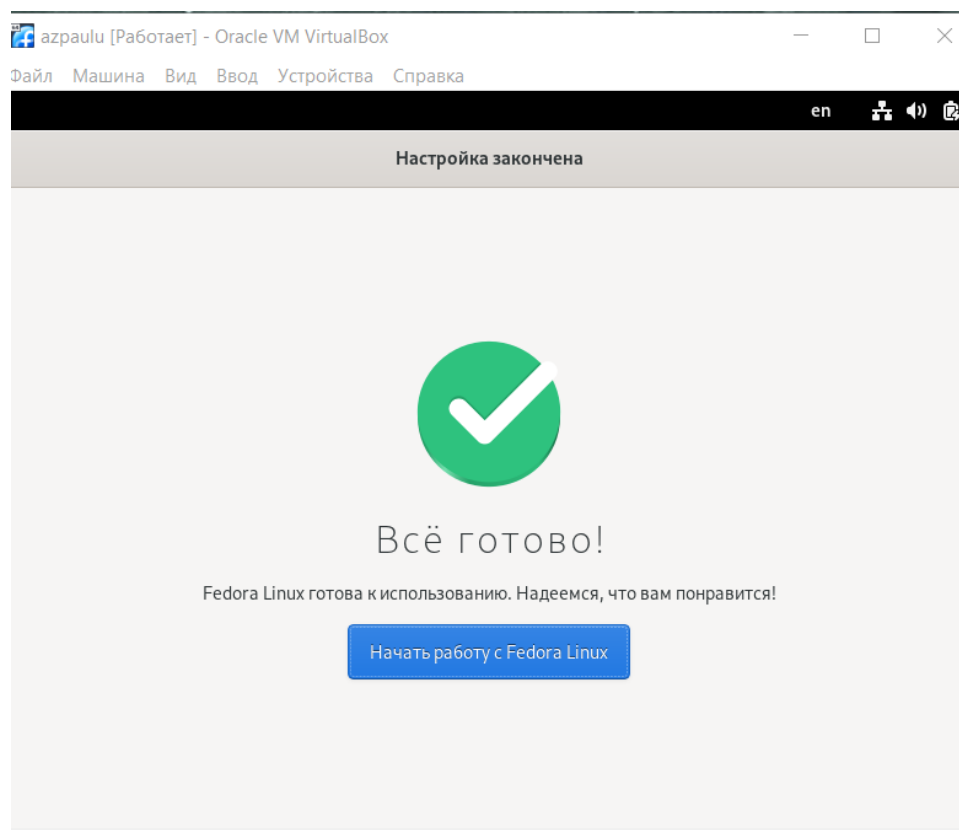 azpaulu [Работает] - Oracle VM VirtualBox
Файл Машина Вид Ввод Устройства Справка
en
Настройка закончена
Всё готово!
Fedora Linux готова к использованию. Надеемся, что вам понравится!
Начать работу с Fedora Linux